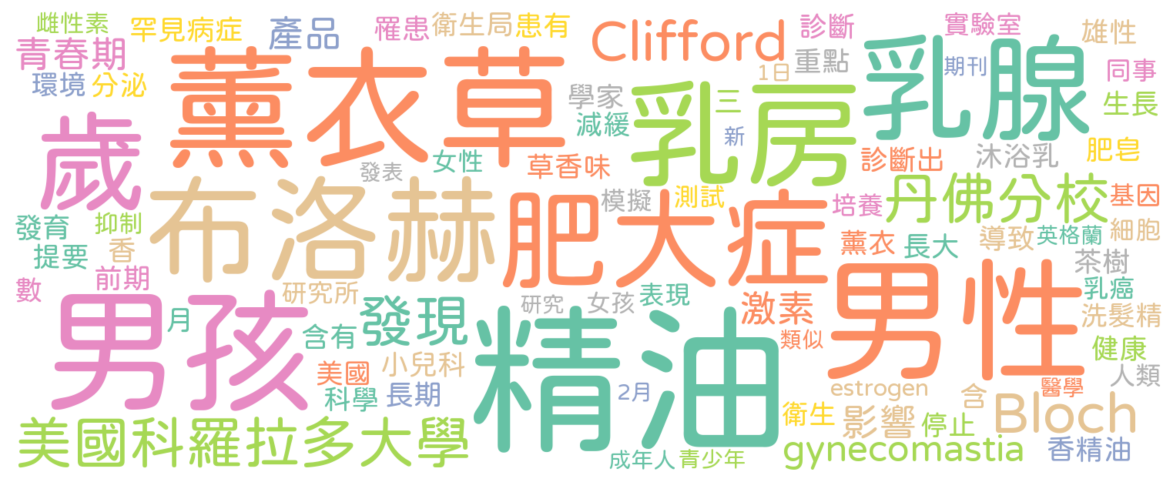 雌性素
罕見病症
產品
罹患
衛生局
患有
Clifford
診斷
實驗室
雄性
青春期
環境
分泌
薰衣草
學家
減緩
1日
重點
乳房
三
新
乳腺
期刊
同事
生長
歲
發表
女性
草香味
模擬
測試
診斷出
沐浴乳
肥皂
發育
抑制
香
提要
布洛赫
肥大症
培養
丹佛分校
基因
薰衣
長大
導致
英格蘭
細胞
數
前期
研究所
研究
女孩
表現
激素
類似
男性
茶樹
乳癌
洗髮精
男孩
月
含有
發現
精油
健康
人類
美國
小兒科
科學
長期
2月
estrogen
含
醫學
美國科羅拉多大學
成年人
青少年
衛生
影響
停止
Bloch
gynecomastia
香精油